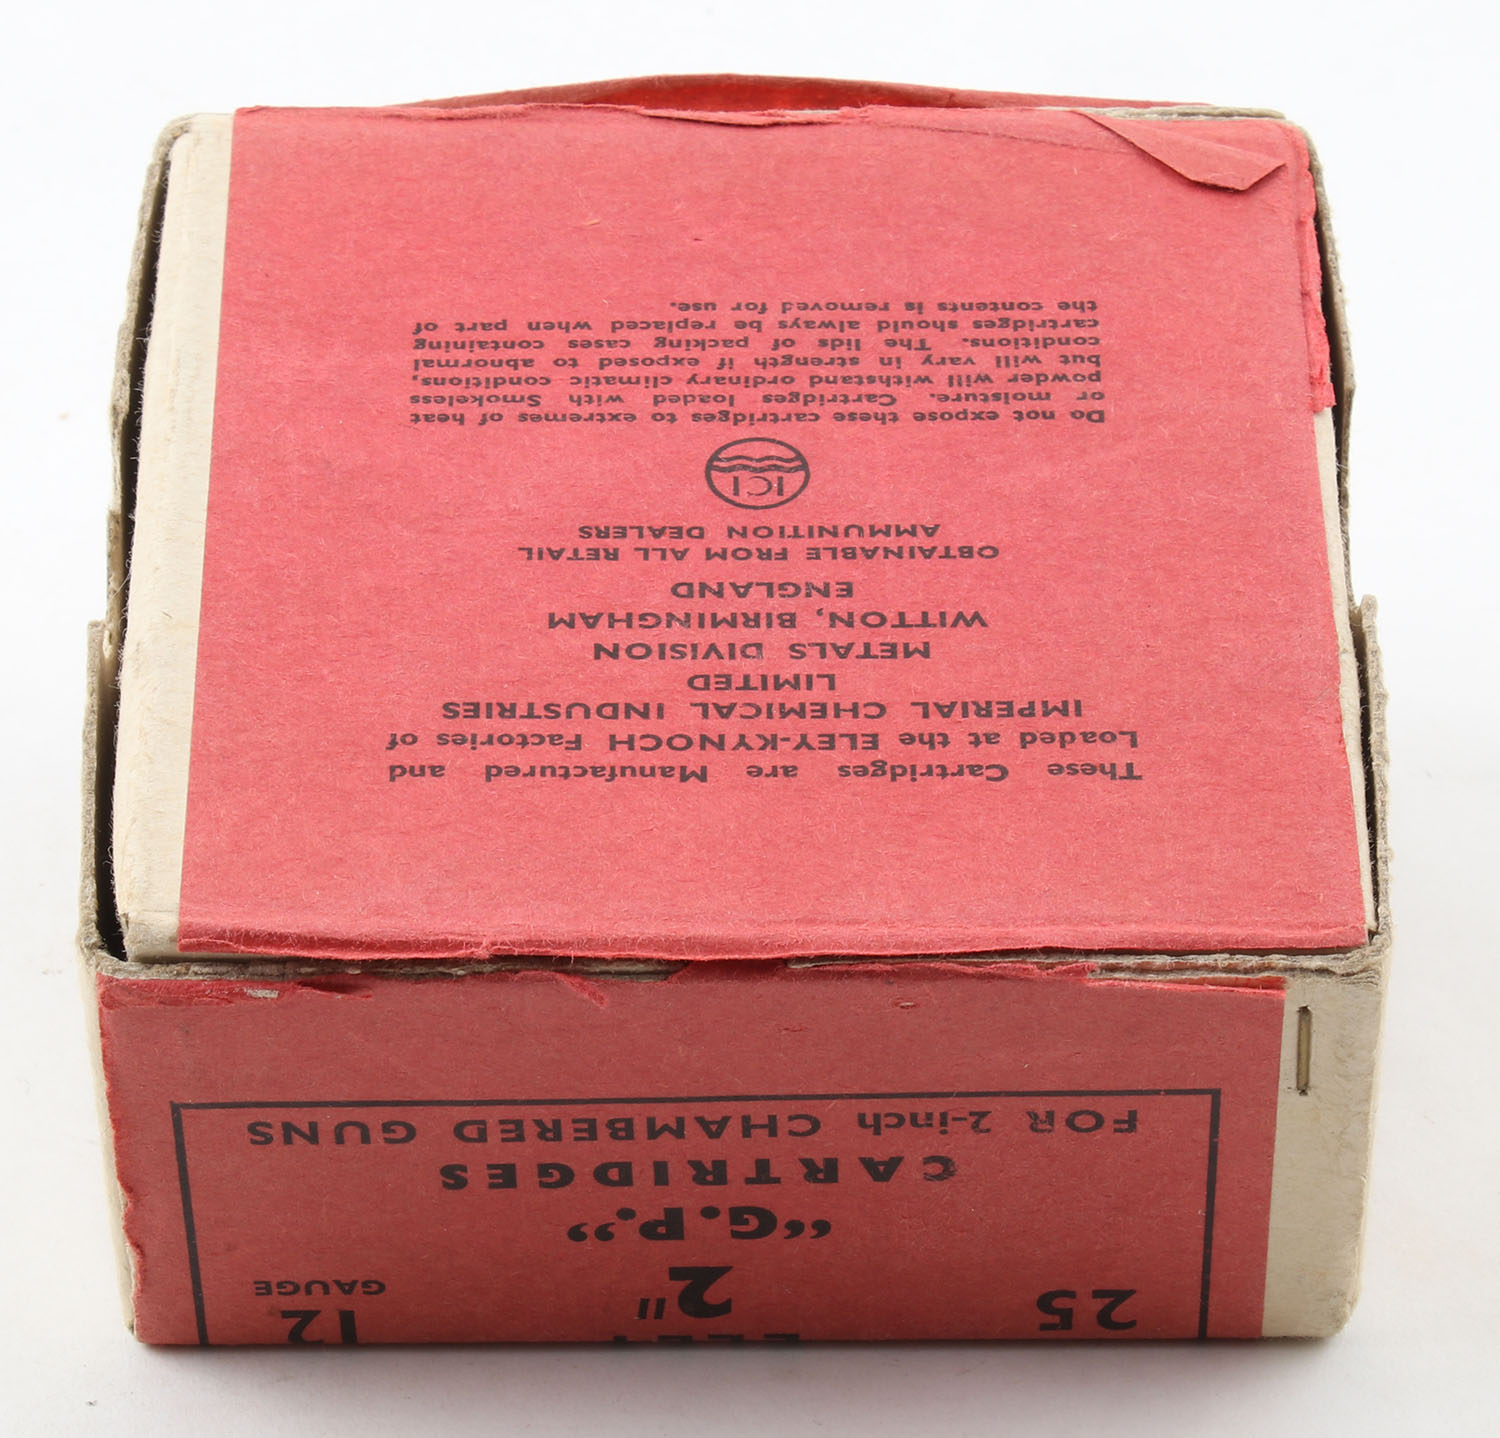 25
2"
12
GAUGE
"G.P."
CARTRIDGES
FOR 2-inch CHAMBERED GUNS
These Cartridges are Manufactured and
Loaded at the ELEY-KYNOCH Factories of
IMPERIAL CHEMICAL INDUSTRIES
LIMITED
METALS DIVISION
WITTON, BIRMINGHAM
ENGLAND
OBTAINABLE FROM ALL RETAIL
AMMUNITION DEALERS
ICI
Do not expose these cartridges to extremes of heat
or moisture. Cartridges loaded with Smokeless
powder will withstand ordinary climatic conditions,
but will vary in strength if exposed to abnormal
conditions. The lids of packing cases containing
cartridges should always be replaced when part of
the contents is removed for use.